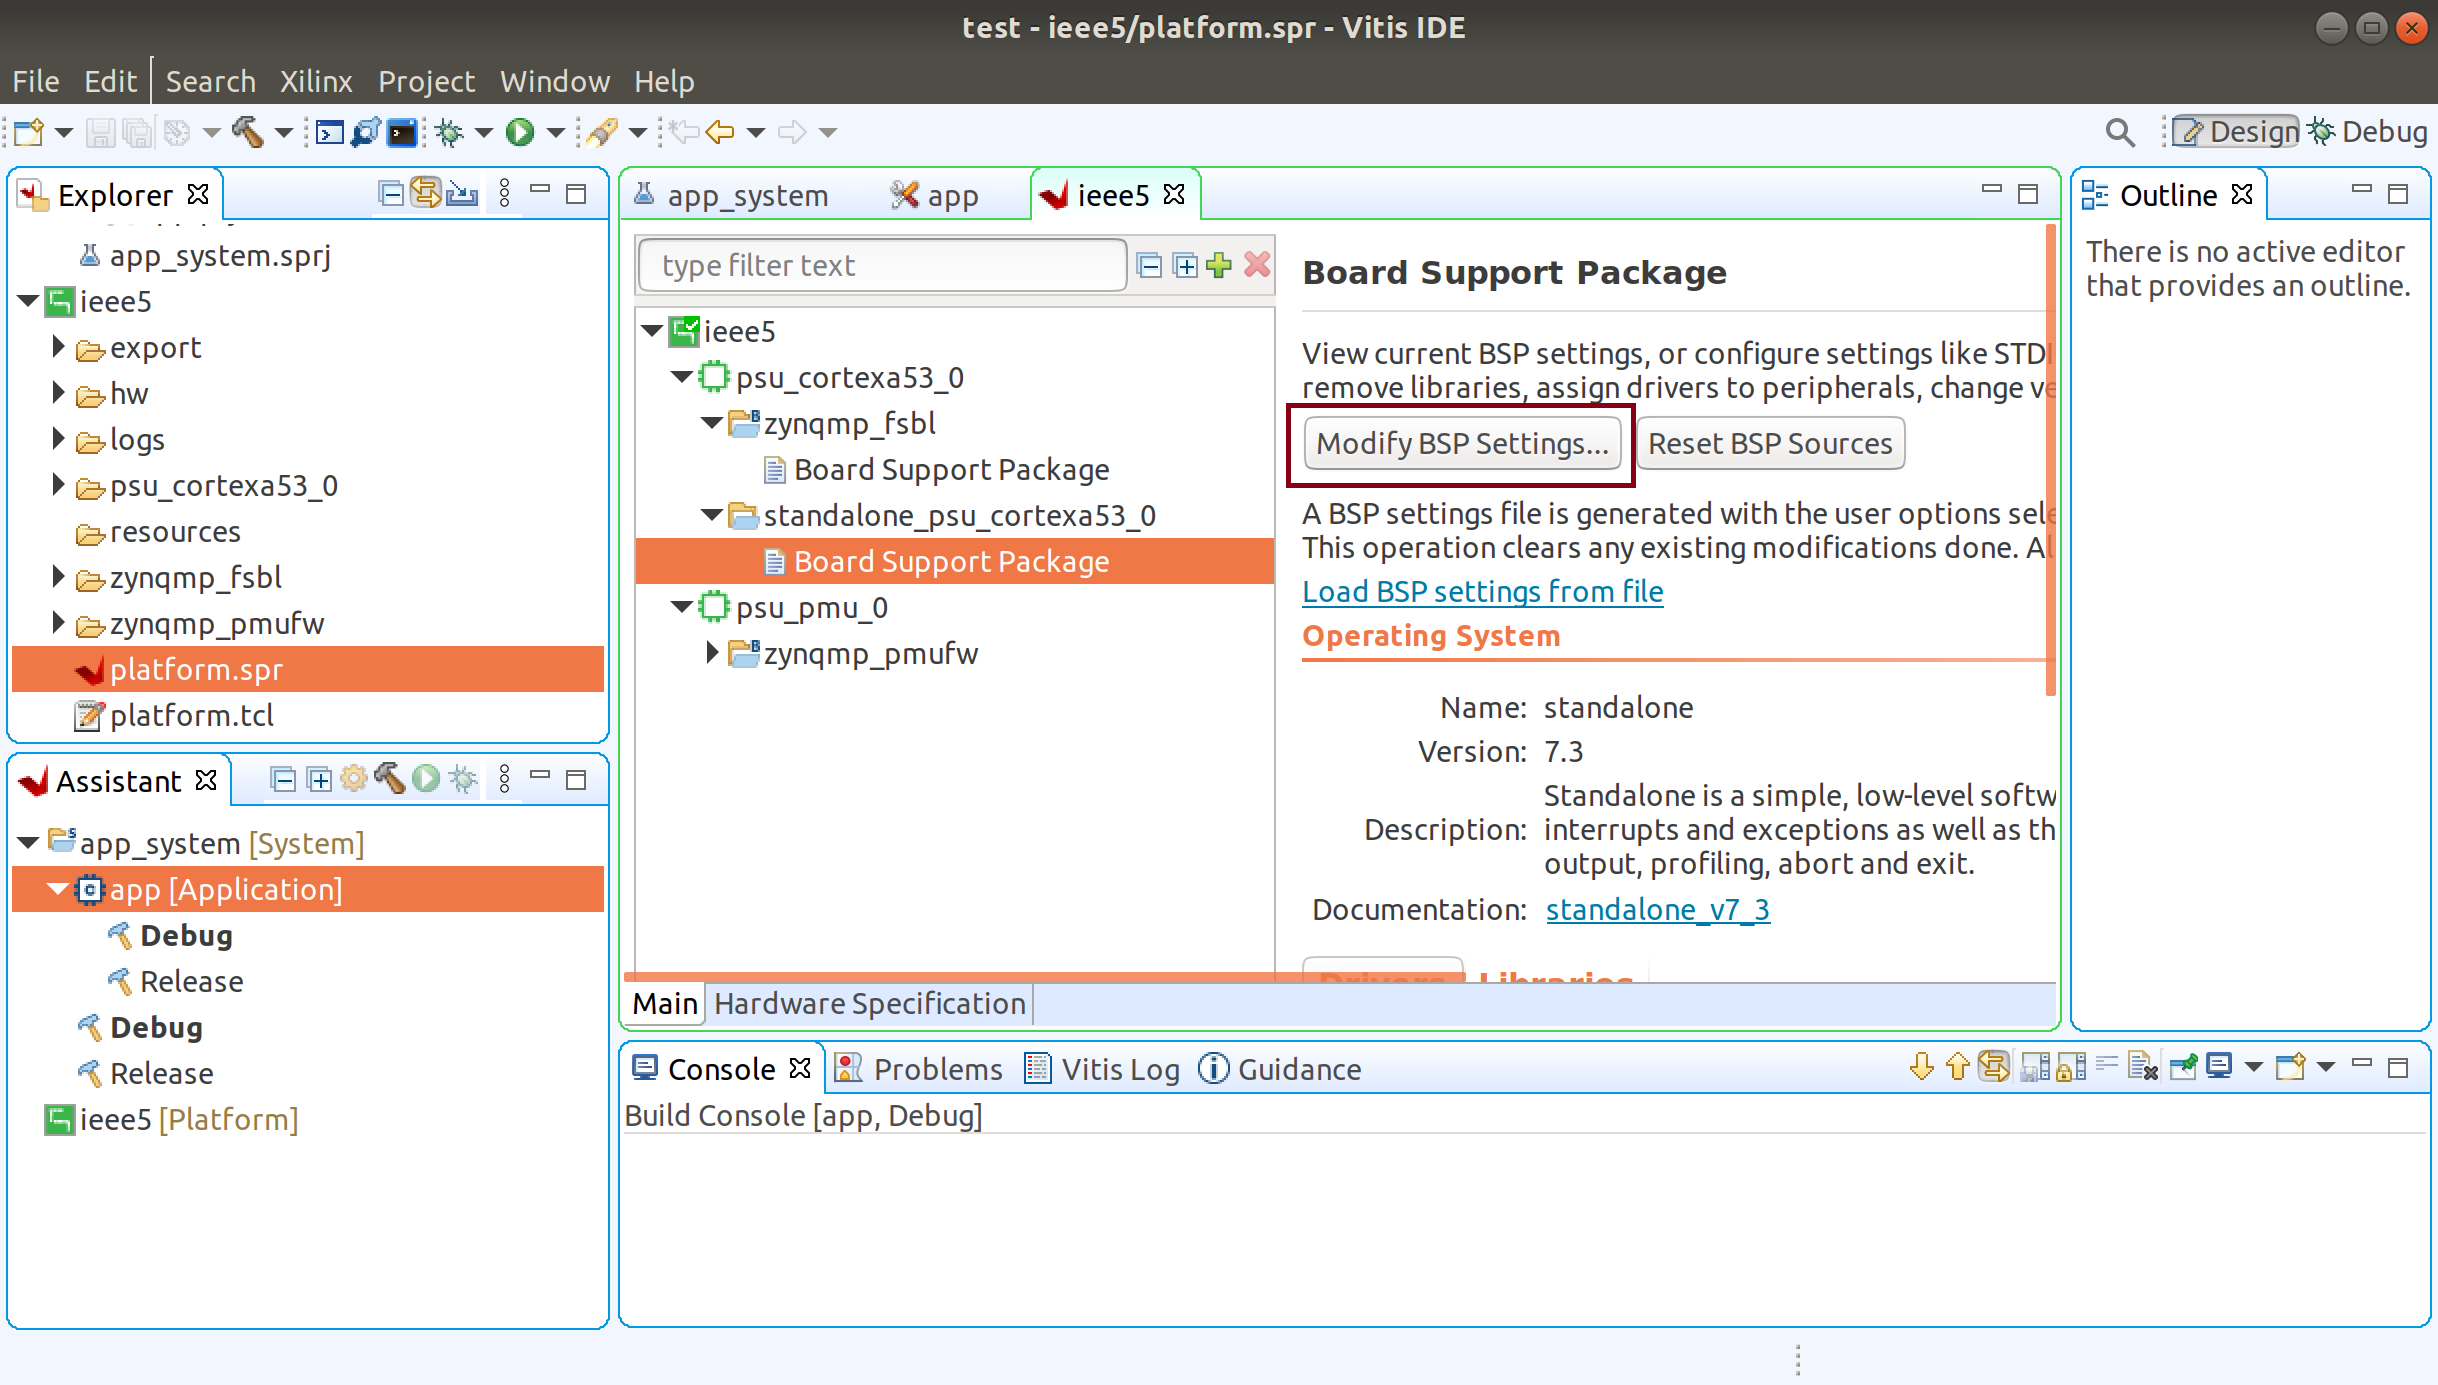 test - ieee5/platform.spr - Vitis IDE
File Edit Search Xilinx Project Window Help
Design Debug
Explorer
app_system.sprj
ieee5
export
hw
logs
psu_cortexa53_0
resources
zynqmp_fsbl
zynqmp_pmufw
platform.spr
platform.tcl
Assistant
app_system [System]
app [Application]
Debug
Release
Debug
Release
ieee5 [Platform]
app_system app ieee5
type filter text
ieee5
psu_cortexa53_0
zynqmp_fsbl
Board Support Package
standalone_psu_cortexa53_0
Board Support Package
psu_pmu_0
zynqmp_pmufw
Board Support Package
View current BSP settings, or configure settings like STDI
remove libraries, assign drivers to peripherals, change ve
Modify BSP Settings... Reset BSP Sources
A BSP settings file is generated with the user options sele
This operation clears any existing modifications done. Al
Load BSP settings from file
Operating System
Name: standalone
Version: 7.3
Standalone is a simple, low-level softw
Description: interrupts and exceptions as well as th
output, profiling, abort and exit.
Documentation: standalone_v7_3
Drivers Libraries
Main Hardware Specification
Outline
There is no active editor
that provides an outline.
Console Problems Vitis Log Guidance
Build Console [app, Debug]